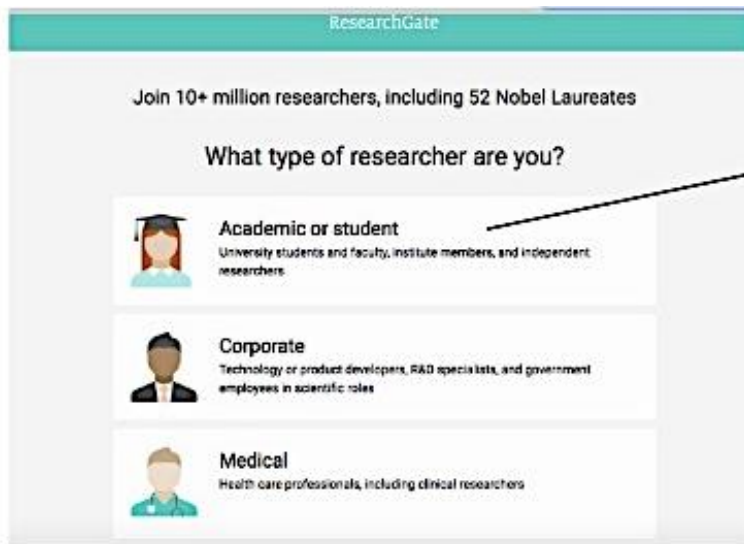 ResearchGate
Join 10+ million researchers, including 52 Nobel Laureates
What type of researcher are you?
Academic or student
University students and faculty, institute members, and independent
researchers
Corporate
Technology or product developers, R&D specialists, and government
employees in scientific roles
Medical
Health care professionals, including clinical researchers